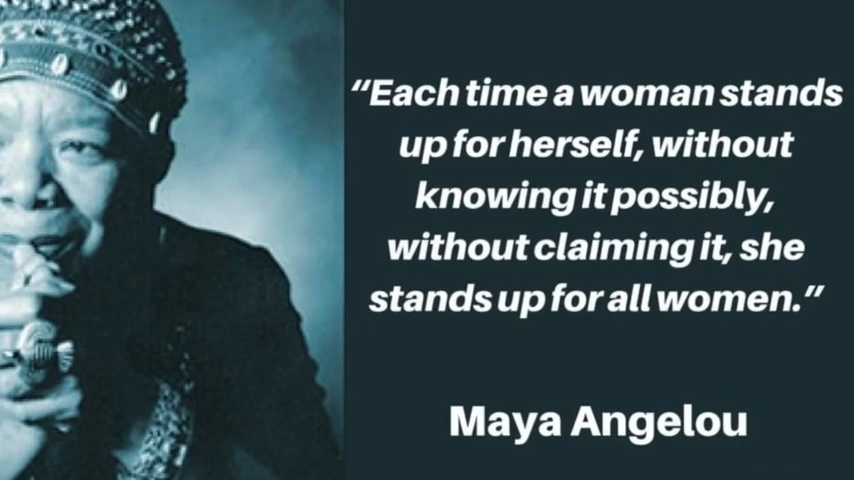 “Each time a woman stands
up for herself, without
knowing it possibly,
without claiming it, she
stands up for all women.”
Maya Angelou